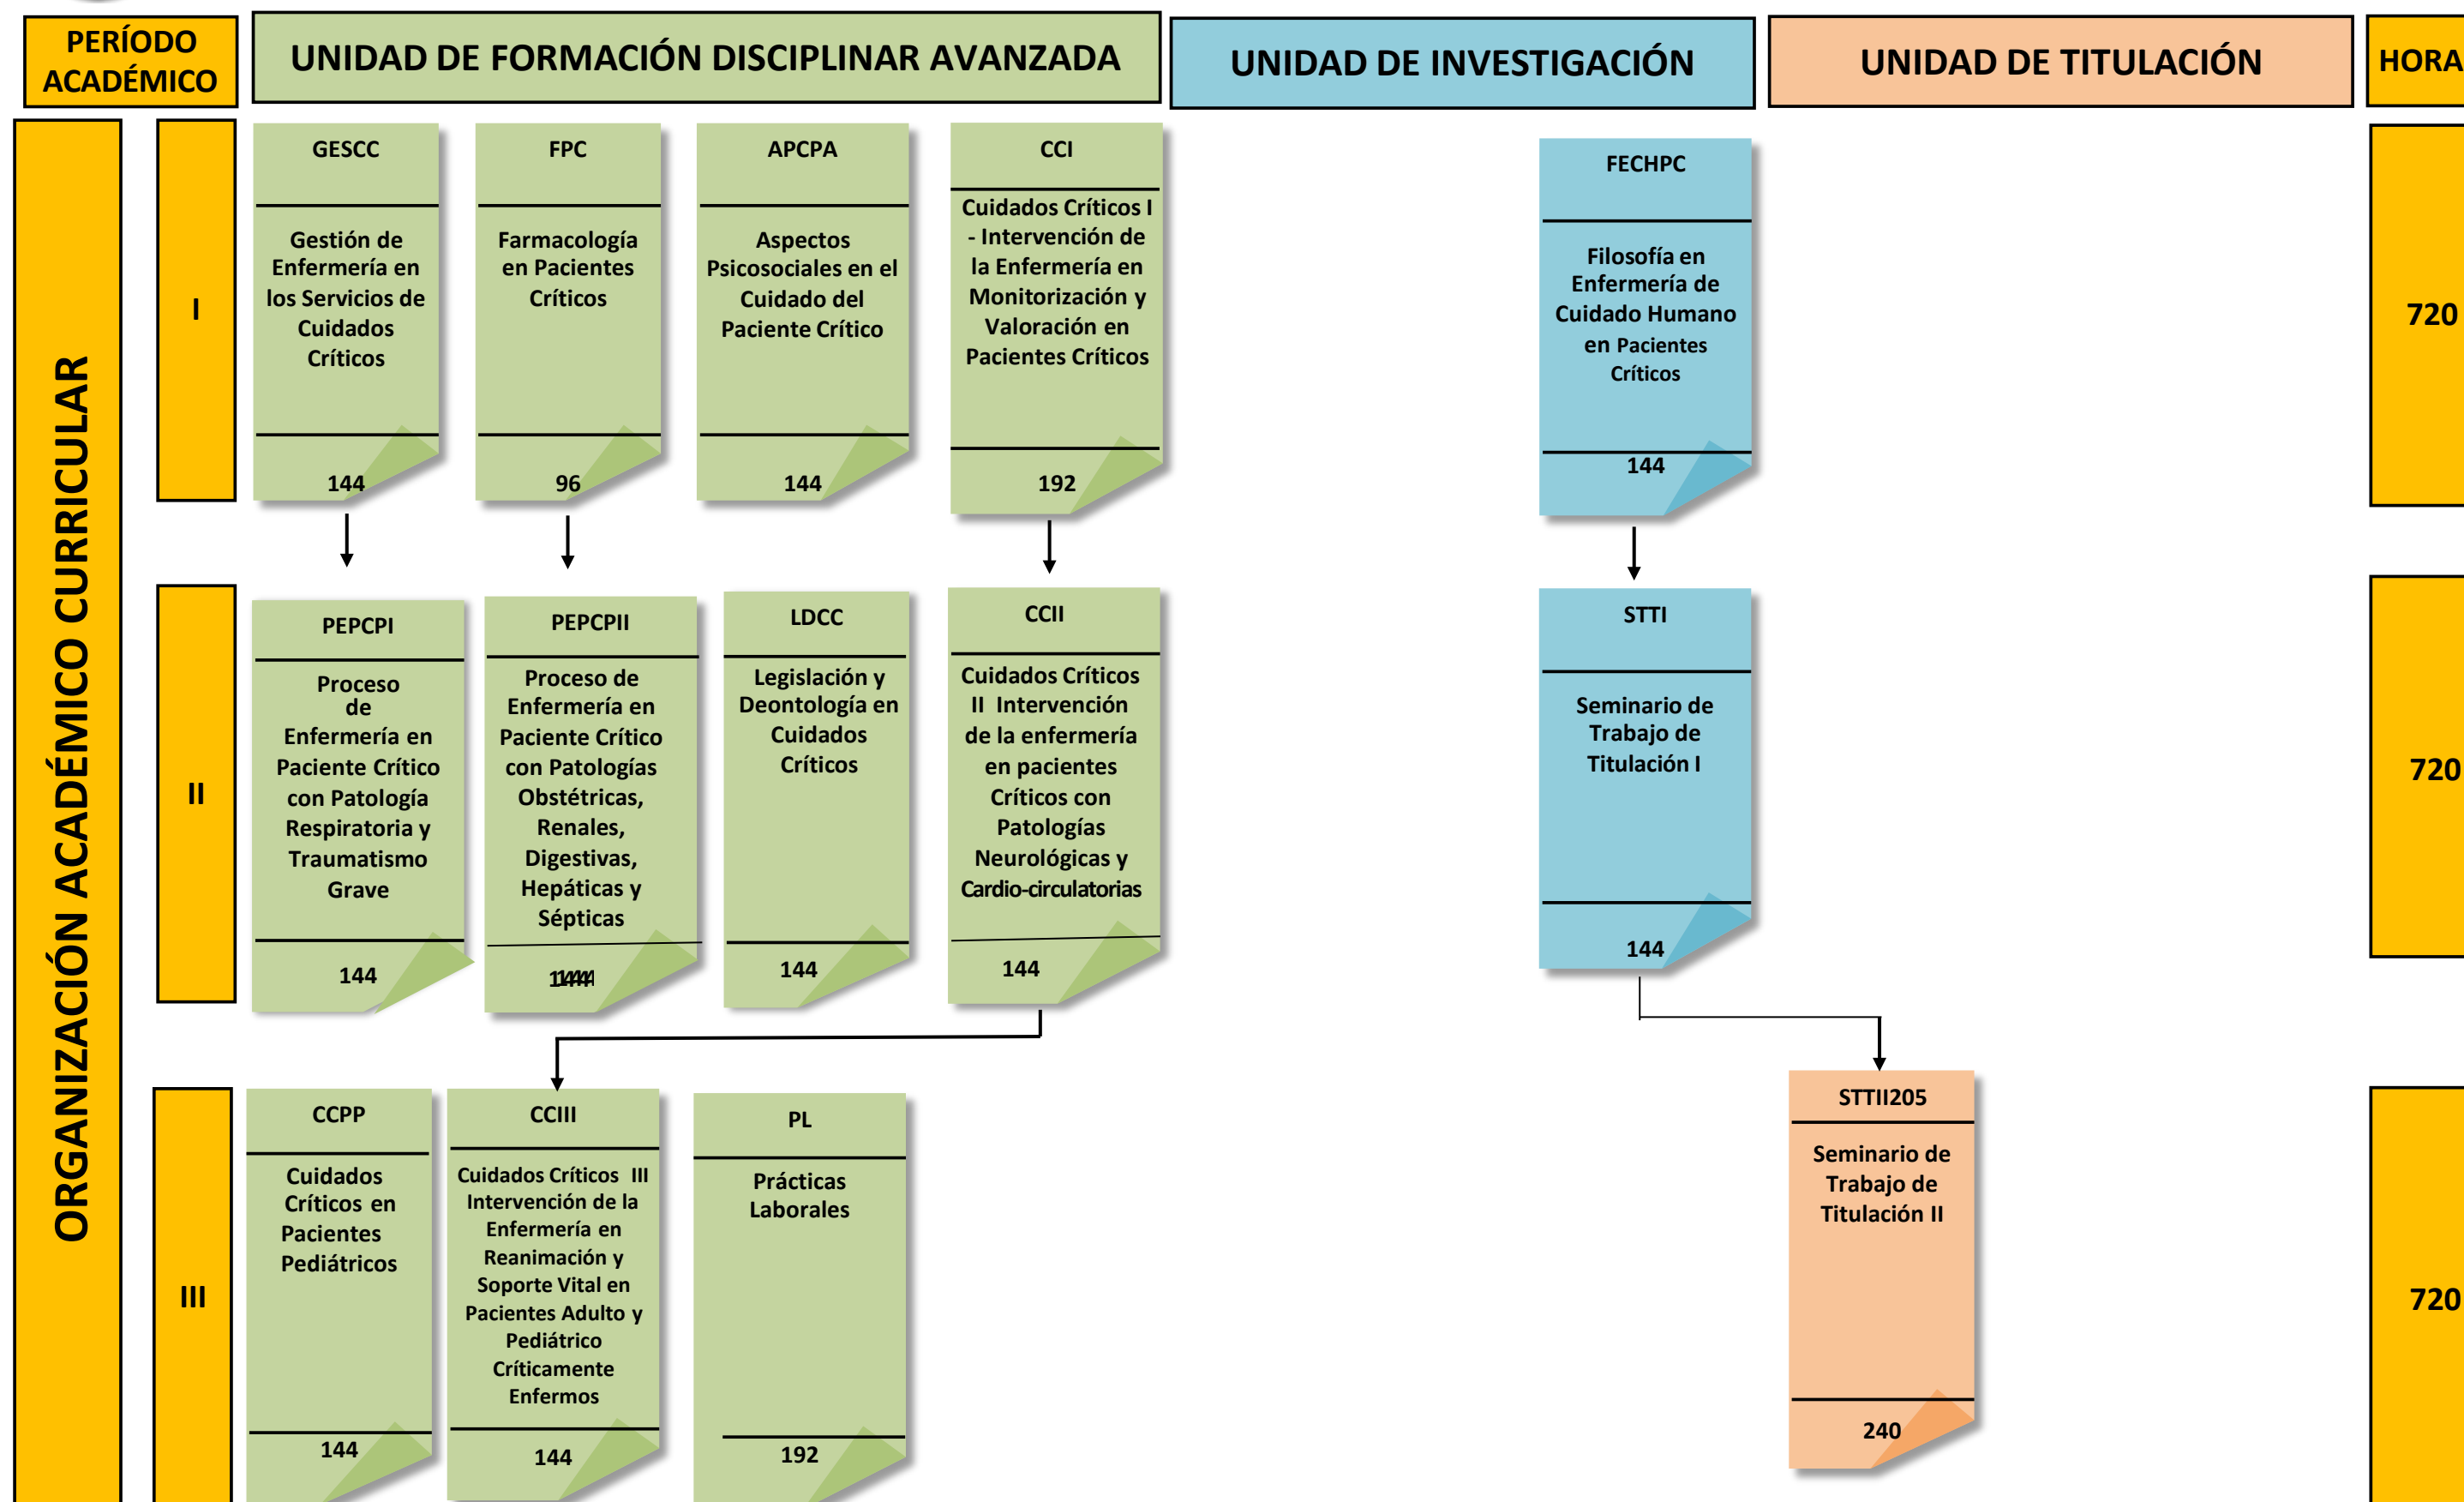 PERÍODO
ACADÉMICO
UNIDAD DE FORMACIÓN DISCIPLINAR AVANZADA
UNIDAD DE INVESTIGACIÓN
UNIDAD DE TITULACIÓN
HORA
ORGANIZACIÓN ACADÉMICO CURRICULAR
I
GESCC
Gestión de
Enfermería en
los Servicios de
Cuidados
Críticos
144
FPC
Farmacología
en Pacientes
Críticos
96
APCPA
Aspectos
Psicosociales en el
Cuidado del
Paciente Crítico
144
CCI
Cuidados Críticos I
- Intervención de
la Enfermería en
Monitorización y
Valoración en
Pacientes Críticos
192
FECHPC
Filosofía en
Enfermería de
Cuidado Humano
en Pacientes
Críticos
144
720
II
PEPCPI
Proceso
de
Enfermería en
Paciente Crítico
con Patología
Respiratoria y
Traumatismo
Grave
144
PEPCPII
Proceso de
Enfermería en
Paciente Crítico
con Patologías
Obstétricas,
Renales,
Digestivas,
Hepáticas y
Sépticas
LDCC
Legislación y
Deontología en
Cuidados
Críticos
144
CCII
Cuidados Críticos
II Intervención
de la enfermería
en pacientes
Críticos con
Patologías
Neurológicas y
Cardio-circulatorias
144
STTI
Seminario de
Trabajo de
Titulación I
144
720
III
CCPP
Cuidados
Críticos en
Pacientes
Pediátricos
144
CCIII
Cuidados Críticos III
Intervención de la
Enfermería en
Reanimación y
Soporte Vital en
Pacientes Adulto y
Pediátrico
Críticamente
Enfermos
144
PL
Prácticas
Laborales
192
STTII205
Seminario de
Trabajo de
Titulación II
240
720